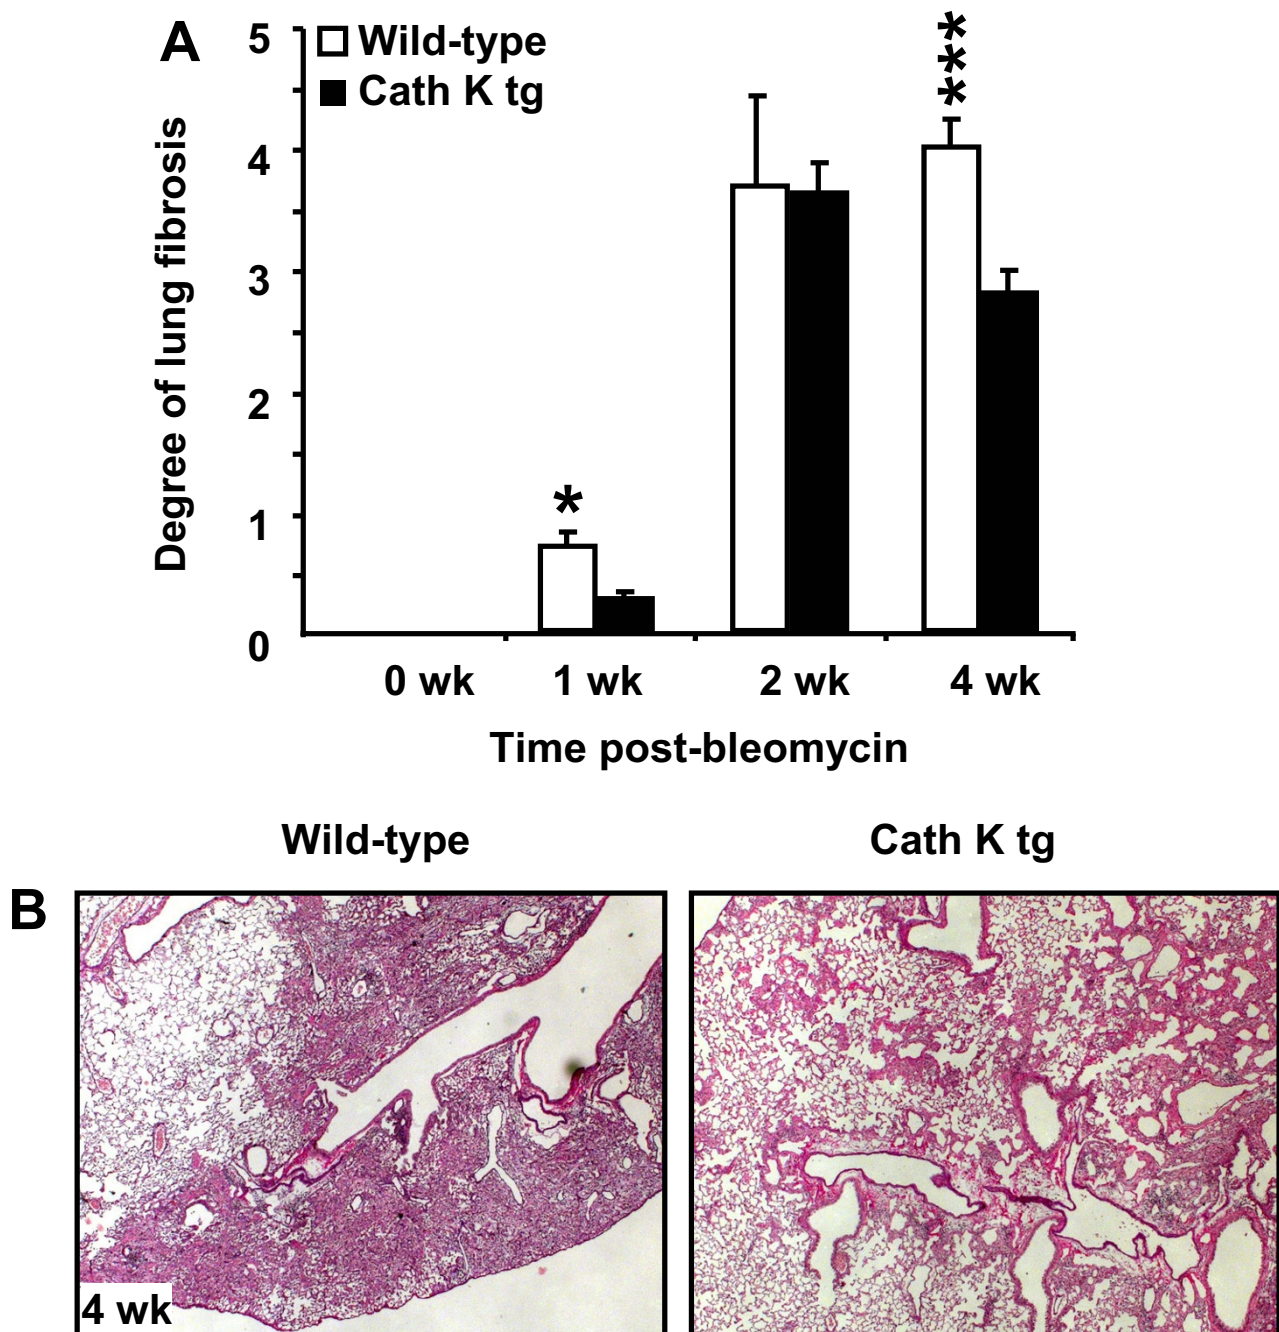 A
5
Wild-type
Cath K tg
4
3
2
1
0
Degree of lung fibrosis
*
***
0 wk 1 wk 2 wk 4 wk
Time post-bleomycin
Wild-type Cath K tg
B
4 wk